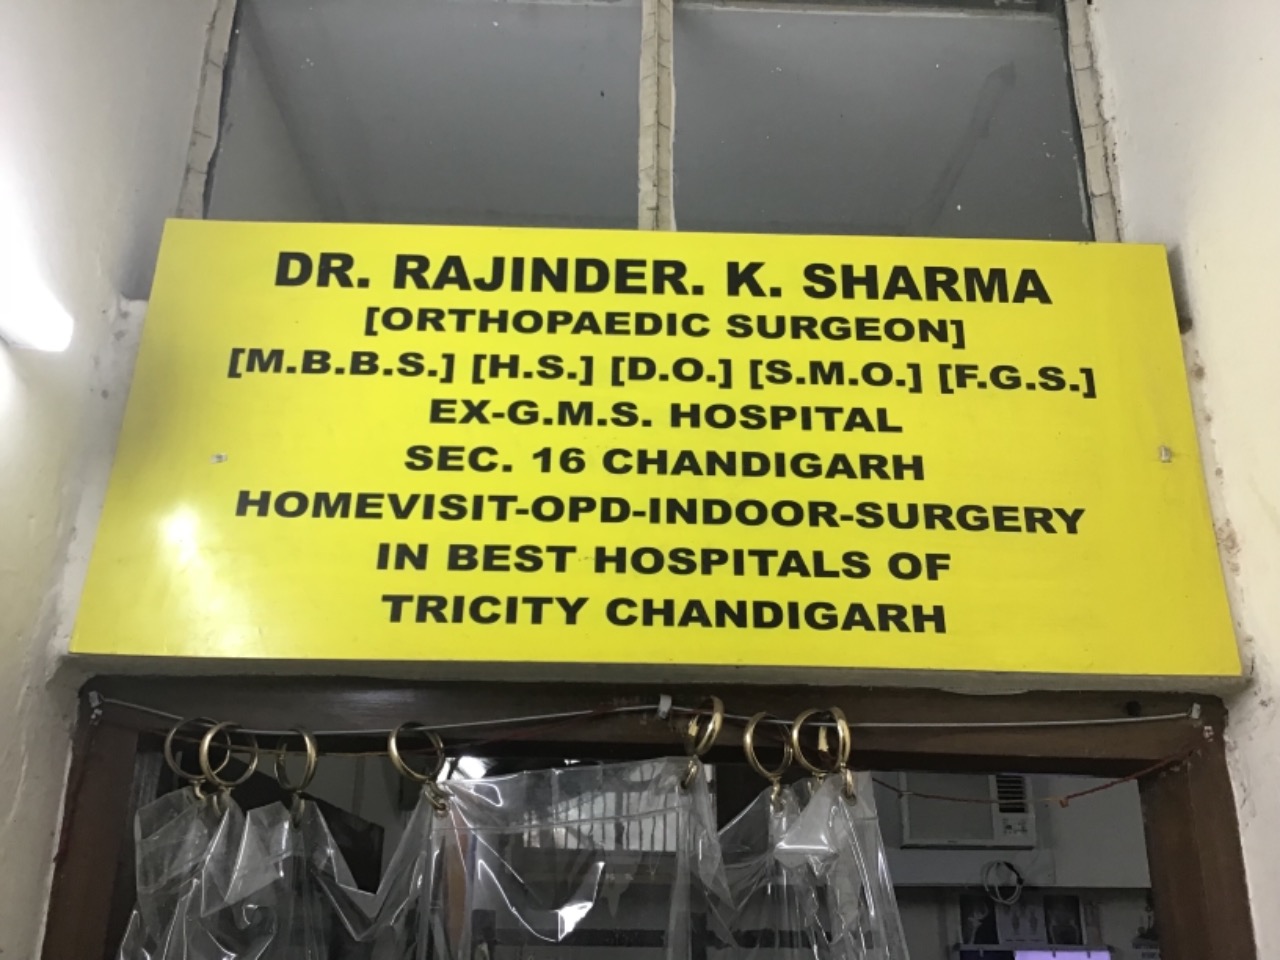 DR. RAJINDER. K. SHARMA
[ORTHOPAEDIC SURGEON]
[M.B.B.S.] [H.S.] [D.O.] [S.M.O.] [F.G.S.]
EX-G.M.S. HOSPITAL
SEC. 16 CHANDIGARH
HOMEVISIT-OPD-INDOOR-SURGERY
IN BEST HOSPITALS OF
TRICITY CHANDIGARH